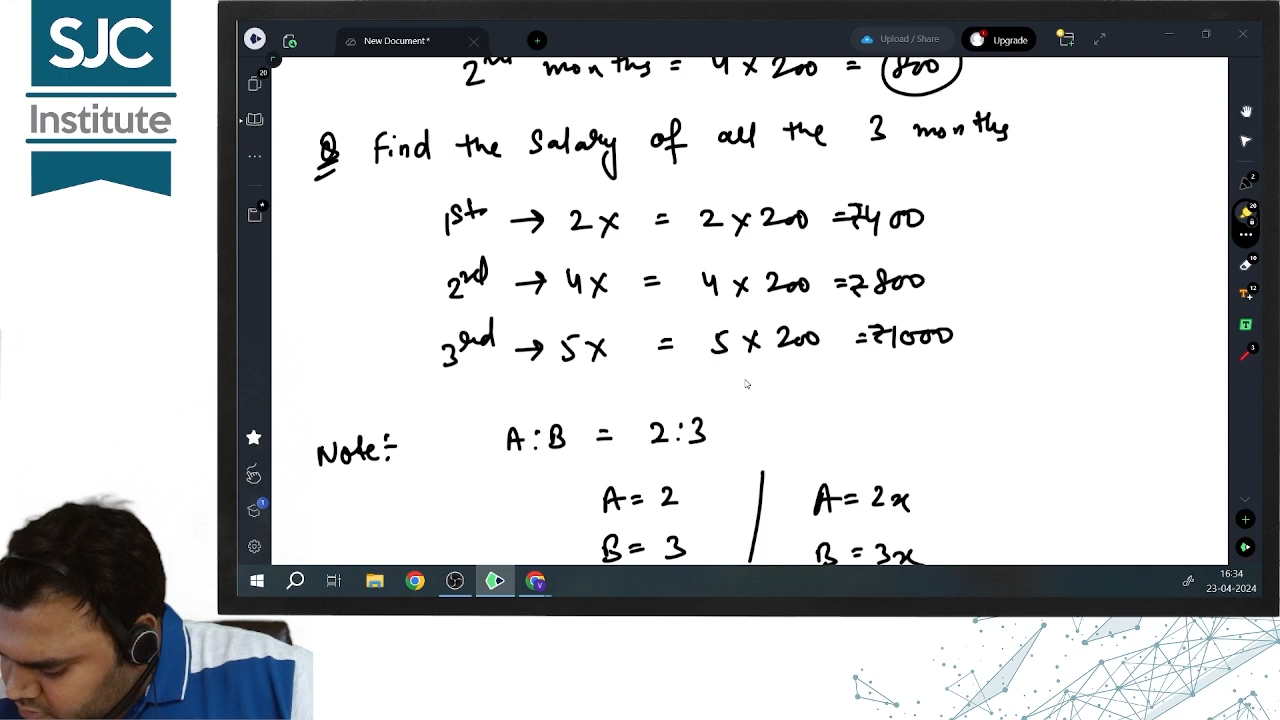 SJC
Institute
New Document*
Upload / Share
Upgrade
2nd months = 4 x 200 = 800
Q Find the Salary of all the 3 months
1st → 2x = 2 x 200 = ₹400
2nd → 4x = 4 x 200 = ₹800
3rd → 5x = 5 x 200 = ₹1000
Note:- A:B = 2:3
A = 2 A = 2x
B = 3 B = 3x
16:34
23-04-2024